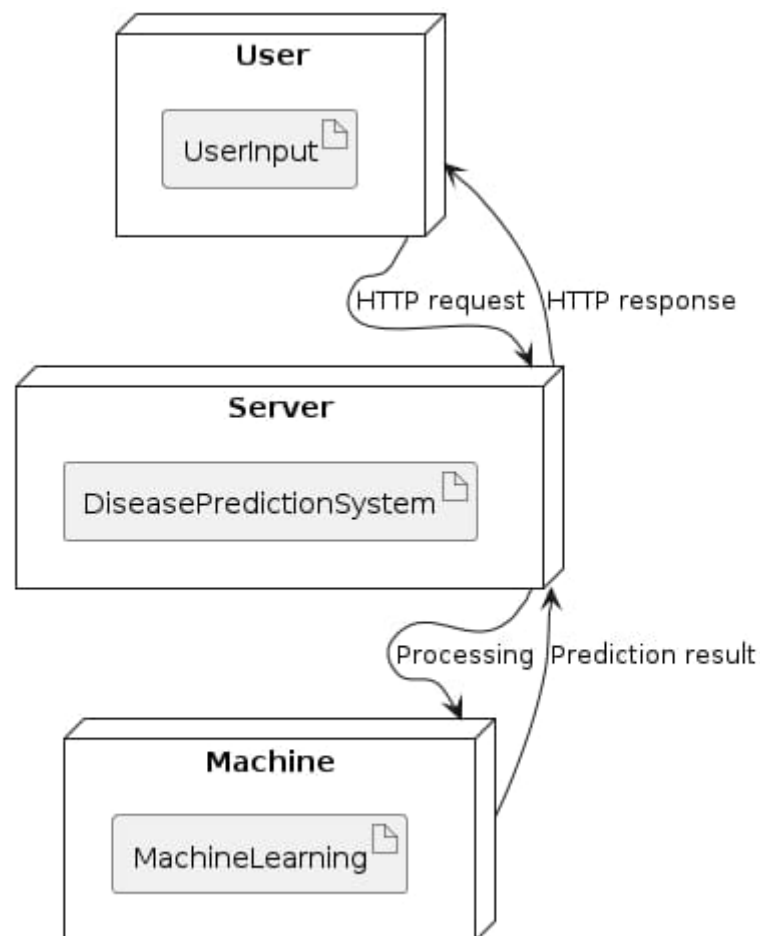 User
UserInput
HTTP request
HTTP response
Server
DiseasePredictionSystem
Processing
Prediction result
Machine
MachineLearning